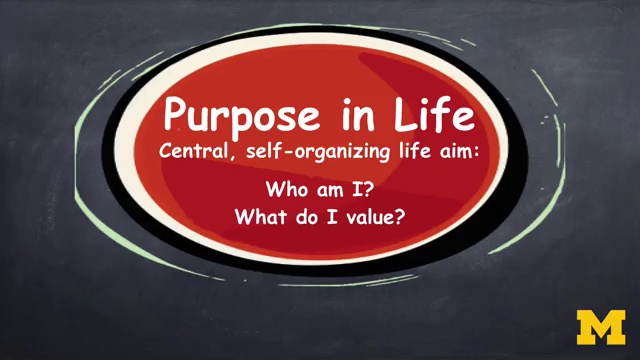 Purpose in Life
Central, self-organizing life aim:
Who am I?
What do I value?
M